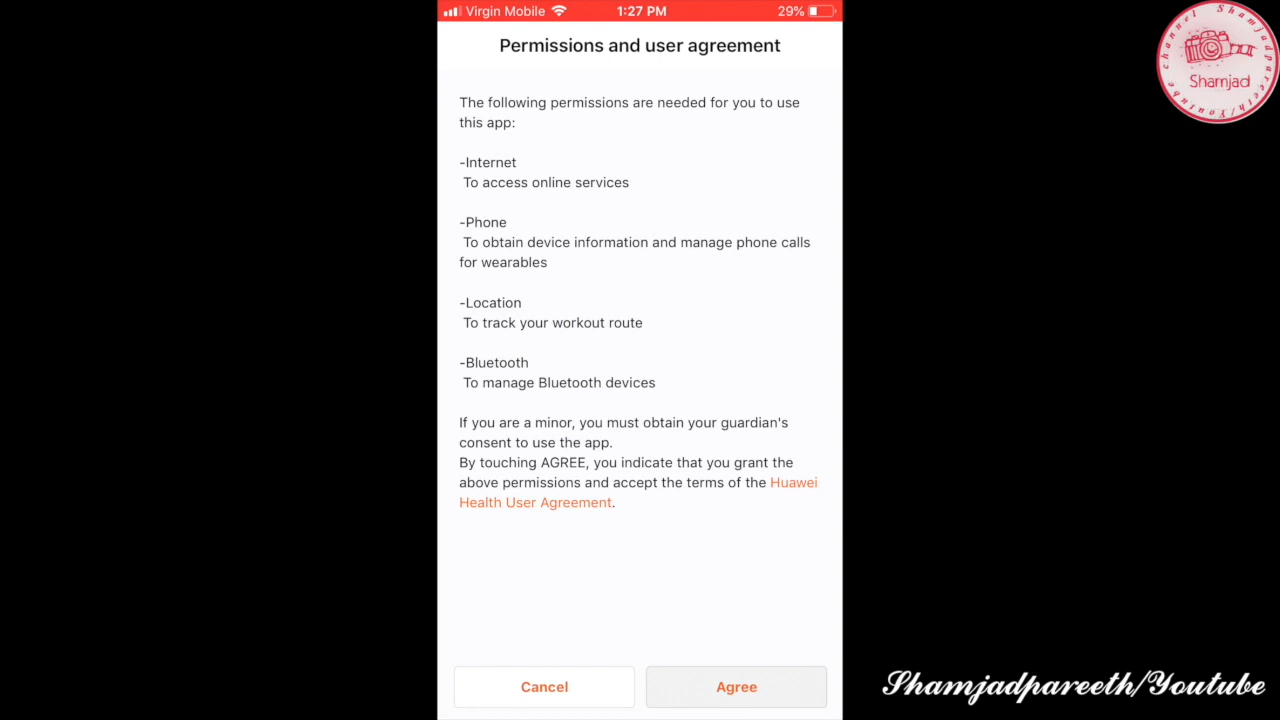 Virgin Mobile 1:27 PM 29%
Permissions and user agreement
The following permissions are needed for you to use
this app:
-Internet
To access online services
-Phone
To obtain device information and manage phone calls
for wearables
-Location
To track your workout route
-Bluetooth
To manage Bluetooth devices
If you are a minor, you must obtain your guardian's
consent to use the app.
By touching AGREE, you indicate that you grant the
above permissions and accept the terms of the Huawei
Health User Agreement.
Cancel Agree
channel Shamjadpareeth/Youtube
Shamjad
Shamjadpareeth/Youtube